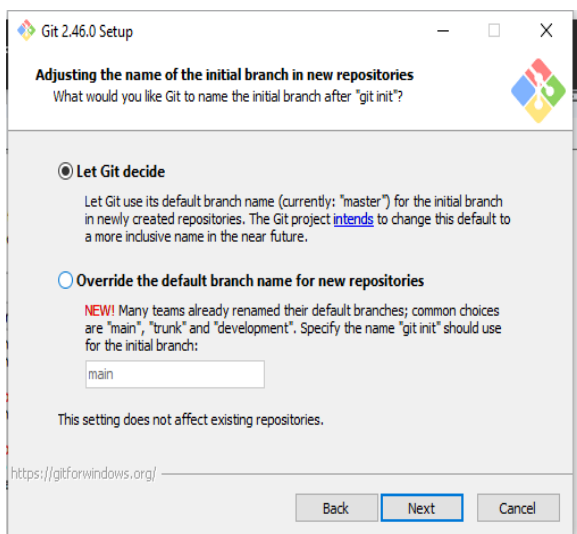 Git 2.46.0 Setup
Adjusting the name of the initial branch in new repositories
What would you like Git to name the initial branch after "git init"?
Let Git decide
Let Git use its default branch name (currently: "master") for the initial branch
in newly created repositories. The Git project intends to change this default to
a more inclusive name in the near future.
Override the default branch name for new repositories
NEW! Many teams already renamed their default branches; common choices
are "main", "trunk" and "development". Specify the name "git init" should use
for the initial branch:
main
This setting does not affect existing repositories.
https://gitforwindows.org/
Back Next Cancel